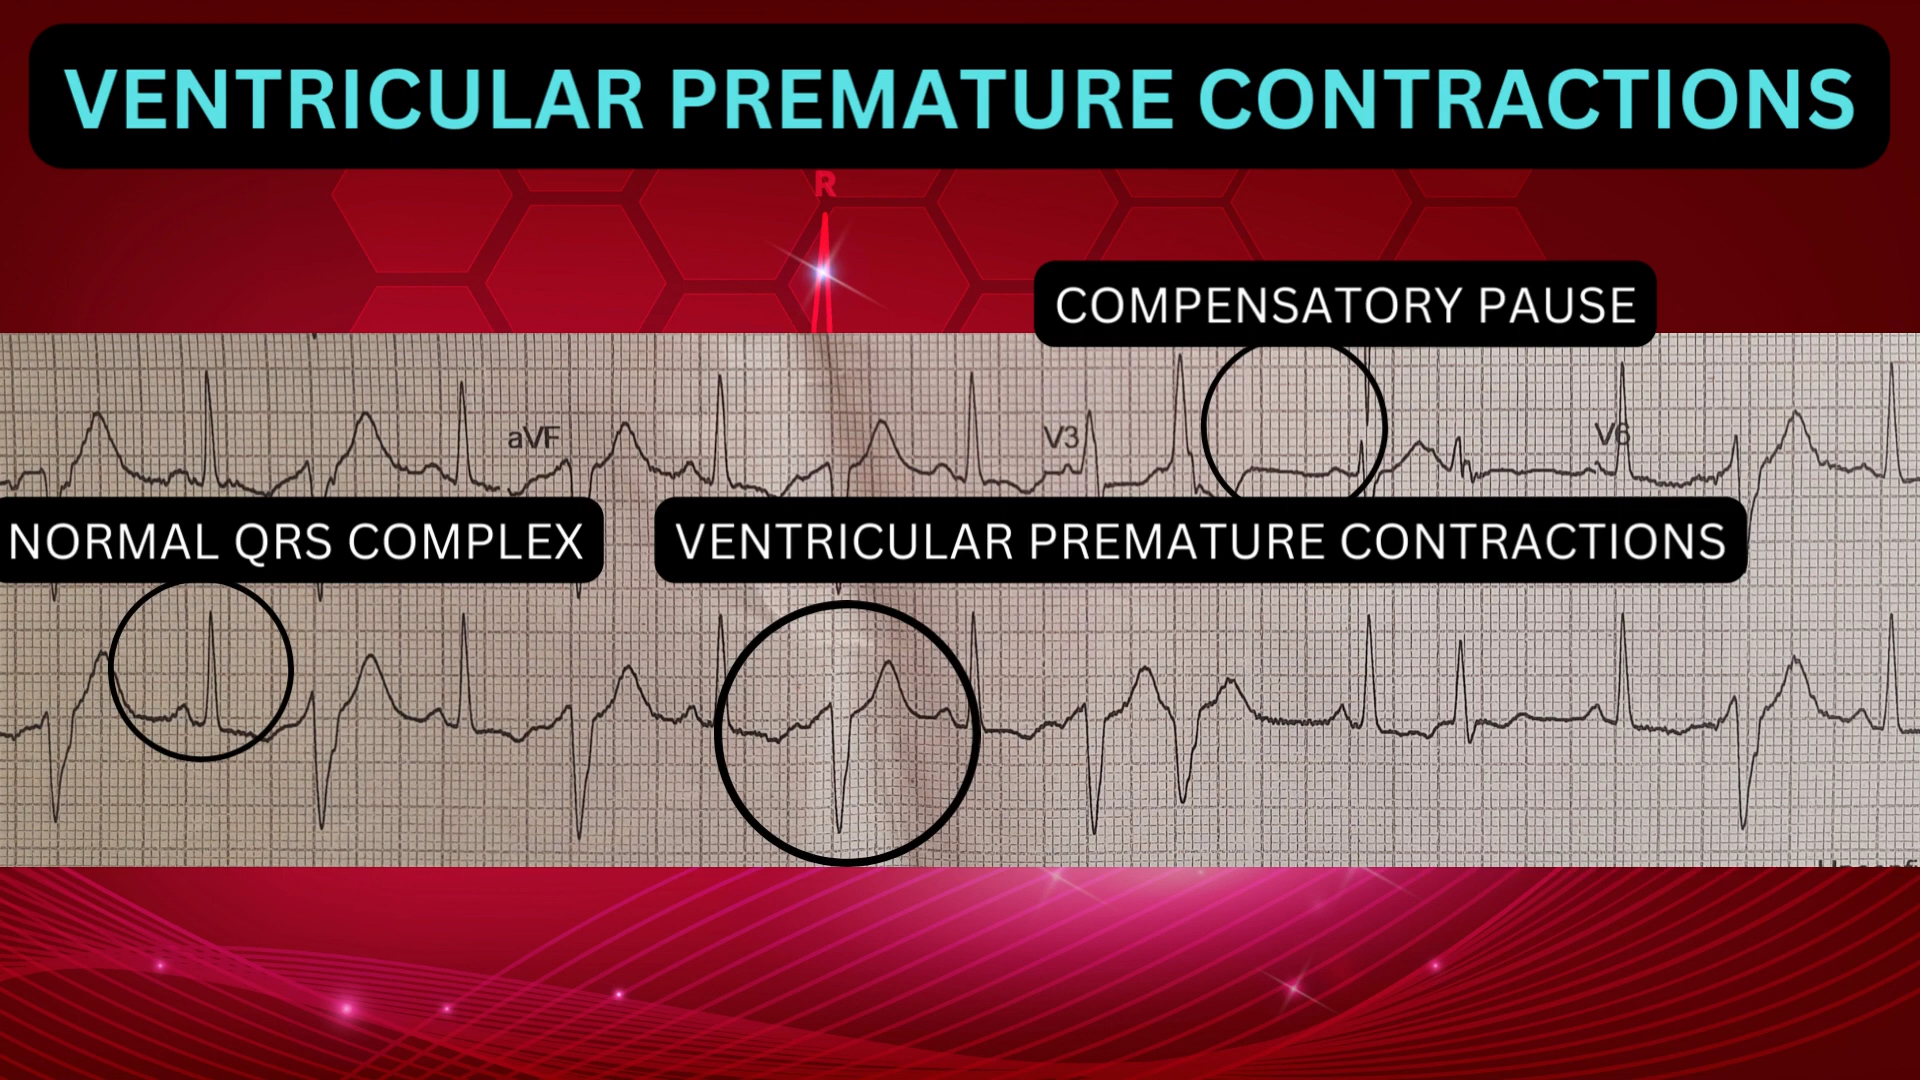 VENTRICULAR PREMATURE CONTRACTIONS
R
COMPENSATORY PAUSE
aVF
V3
V6
NORMAL QRS COMPLEX
VENTRICULAR PREMATURE CONTRACTIONS